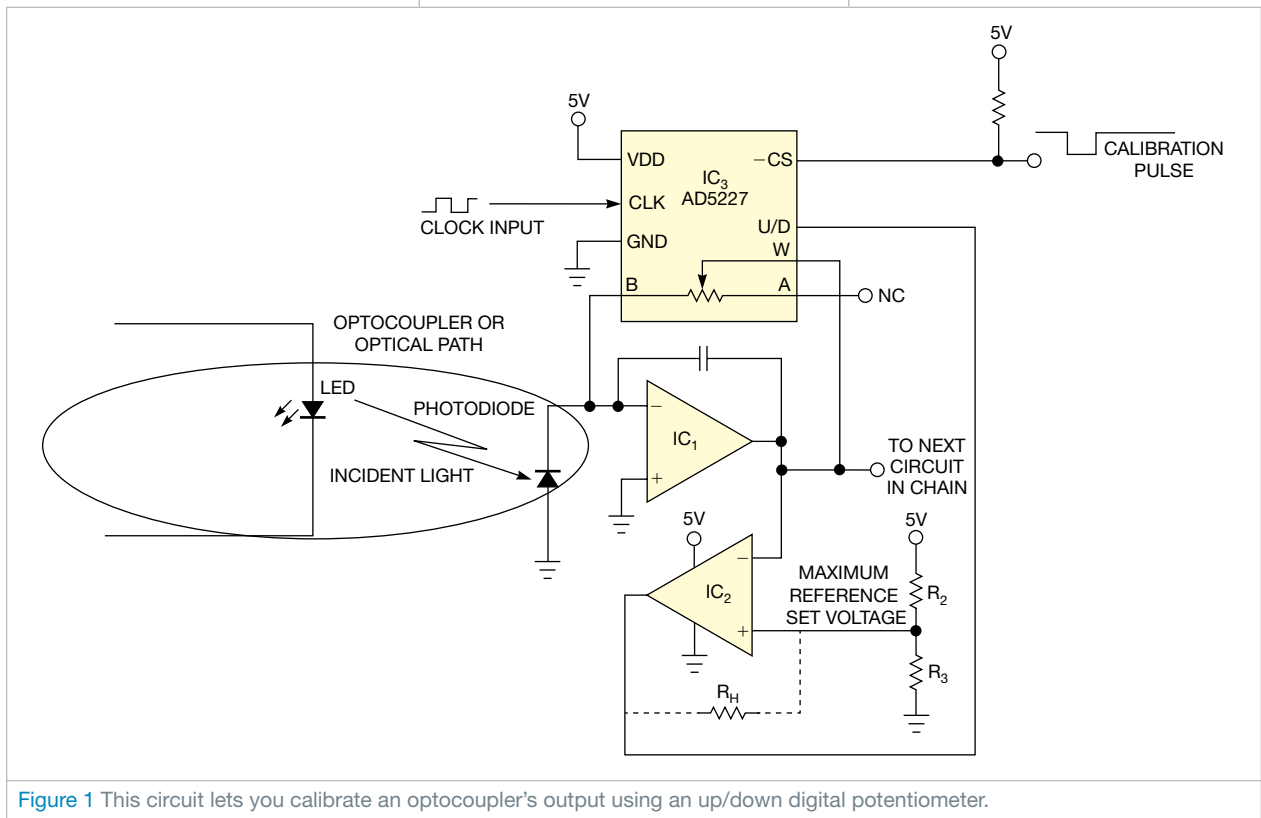 5V
5V
VDD
CLK
GND
B
IC3
AD5227
–CS
U/D
W
A
NC
CALIBRATION
PULSE
CLOCK INPUT
OPTOCOUPLER OR
OPTICAL PATH
LED
PHOTODIODE
INCIDENT LIGHT
–
IC1
+
TO NEXT
CIRCUIT
IN CHAIN
5V
5V
–
IC2
+
MAXIMUM
REFERENCE
SET VOLTAGE
R2
R3
RH
Figure 1 This circuit lets you calibrate an optocoupler’s output using an up/down digital potentiometer.